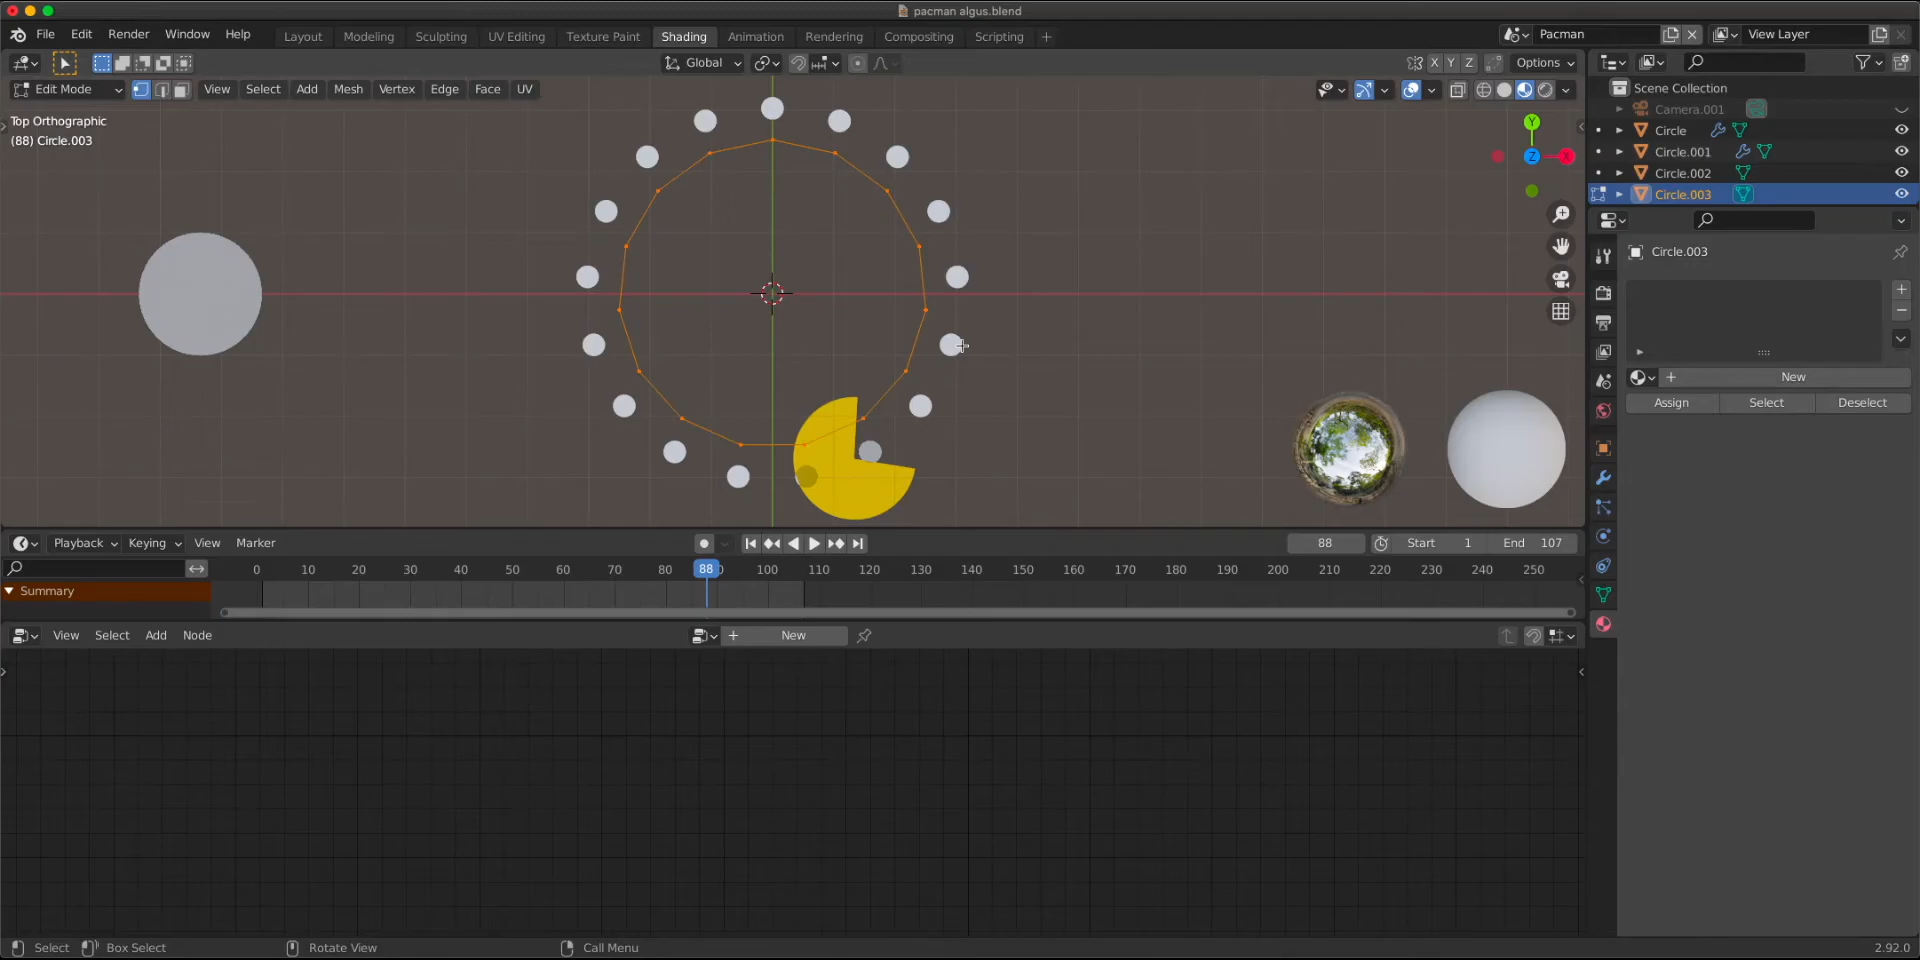 pacman algus.blend
File Edit Render Window Help Layout Modeling Sculpting UV Editing Texture Paint Shading Animation Rendering Compositing Scripting + Pacman View Layer
Global X Y Z Options
Edit Mode View Select Add Mesh Vertex Edge Face UV
Scene Collection
Top Orthographic
(88) Circle.003
Camera.001
Circle
Circle.001
Circle.002
Circle.003
Y
Z X
Circle.003
New
Assign Select Deselect
Playback Keying View Marker 88 Start 1 End 107
0 10 20 30 40 50 60 70 80 88 100 110 120 130 140 150 160 170 180 190 200 210 220 230 240 250
Summary
View Select Add Node New
Select Box Select Rotate View Call Menu 2.92.0